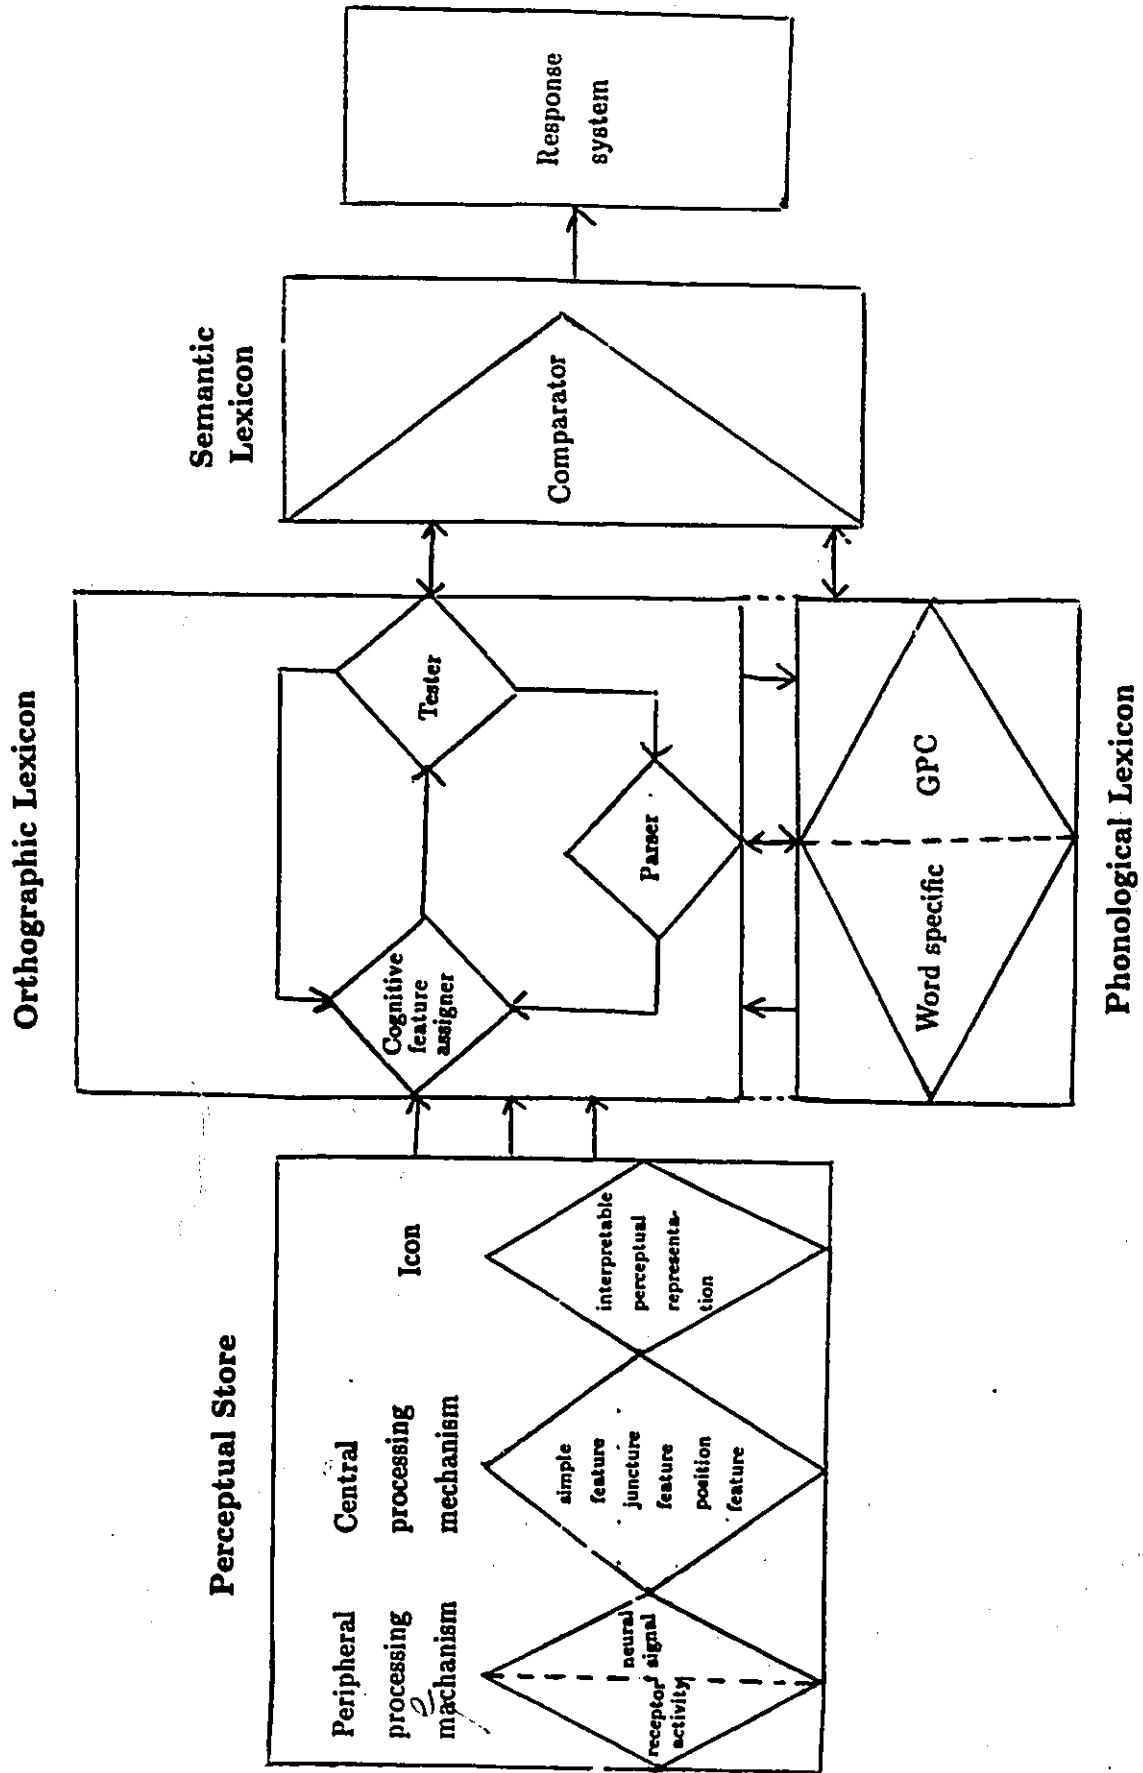 Orthographic Lexicon
Semantic
Lexicon
Perceptual Store
Peripheral
processing
machanism
e
Central
processing
mechanism
Icon
receptor
activity
neural
signal
simple
feature
juncture
feature
position
feature
interpretable
perceptual
representa-
tion
Cognitive
feature
assigner
Tester
Parser
Comparator
Response
system
Word specific
GPC
Phonological Lexicon